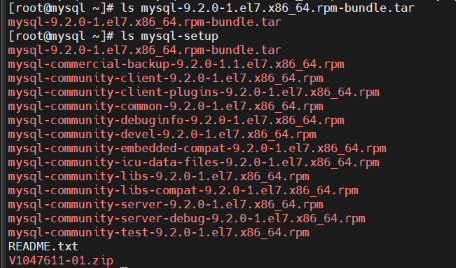 [root@mysql ~]# ls mysql-9.2.0-1.el7.x86_64.rpm-bundle.tar
mysql-9.2.0-1.el7.x86_64.rpm-bundle.tar
[root@mysql ~]# ls mysql-setup
mysql-9.2.0-1.el7.x86_64.rpm-bundle.tar
mysql-commercial-backup-9.2.0-1.1.el7.x86_64.rpm
mysql-community-client-9.2.0-1.el7.x86_64.rpm
mysql-community-client-plugins-9.2.0-1.el7.x86_64.rpm
mysql-community-common-9.2.0-1.el7.x86_64.rpm
mysql-community-debuginfo-9.2.0-1.el7.x86_64.rpm
mysql-community-devel-9.2.0-1.el7.x86_64.rpm
mysql-community-embedded-compat-9.2.0-1.el7.x86_64.rpm
mysql-community-icu-data-files-9.2.0-1.el7.x86_64.rpm
mysql-community-libs-9.2.0-1.el7.x86_64.rpm
mysql-community-libs-compat-9.2.0-1.el7.x86_64.rpm
mysql-community-server-9.2.0-1.el7.x86_64.rpm
mysql-community-server-debug-9.2.0-1.el7.x86_64.rpm
mysql-community-test-9.2.0-1.el7.x86_64.rpm
README.txt
V1047611-01.zip